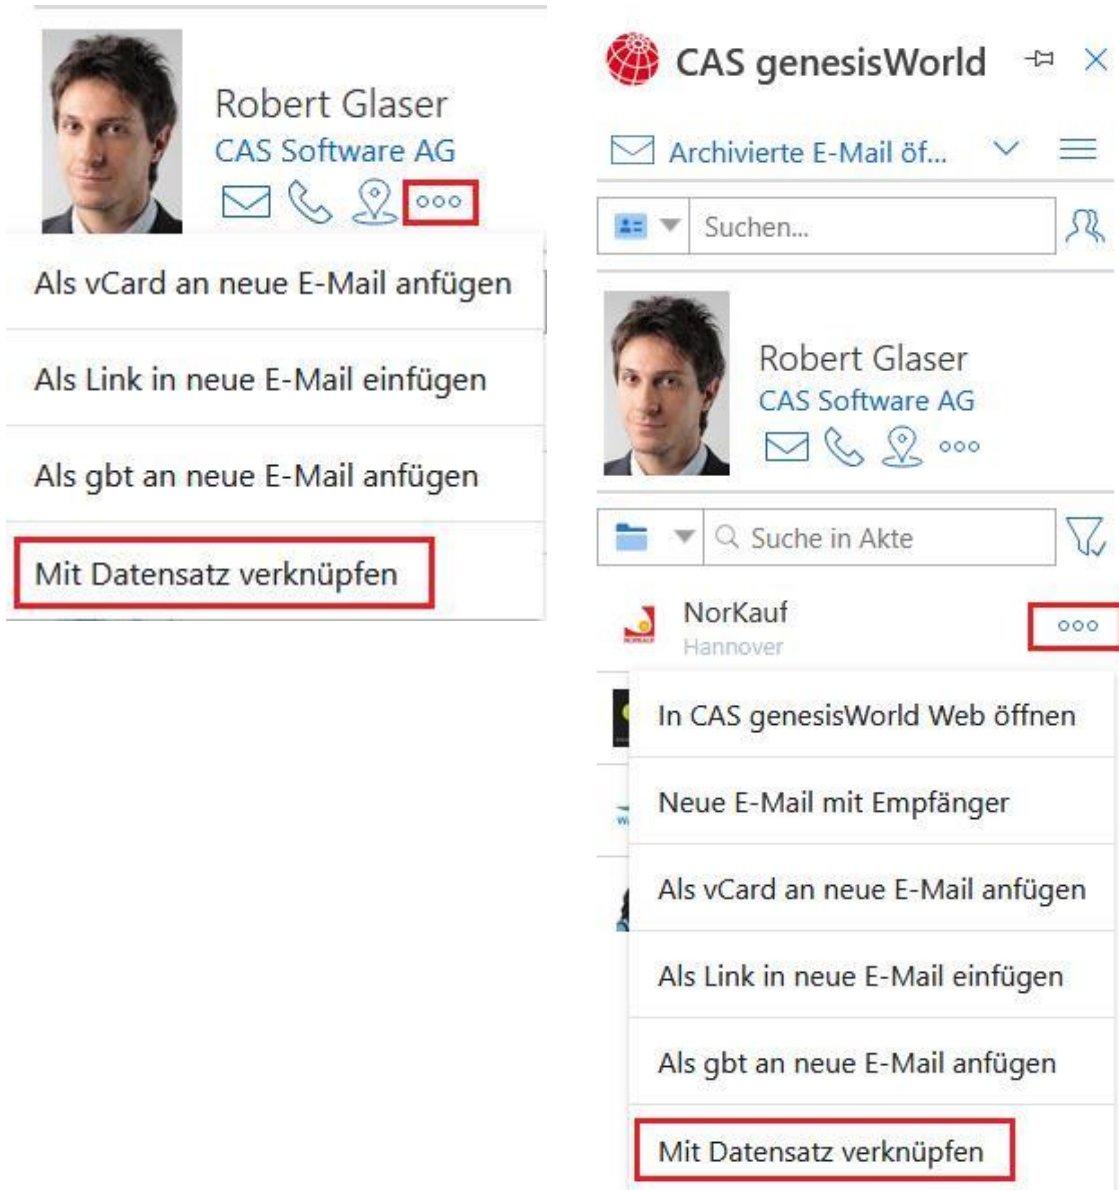 Robert Glaser
CAS Software AG
Als vCard an neue E-Mail anfügen
Als Link in neue E-Mail einfügen
Als gbt an neue E-Mail anfügen
Mit Datensatz verknüpfen
CAS genesisWorld
Archivierte E-Mail öf...
Suchen...
Robert Glaser
CAS Software AG
Suche in Akte
NorKauf
Hannover
In CAS genesisWorld Web öffnen
Neue E-Mail mit Empfänger
Als vCard an neue E-Mail anfügen
Als Link in neue E-Mail einfügen
Als gbt an neue E-Mail anfügen
Mit Datensatz verknüpfen